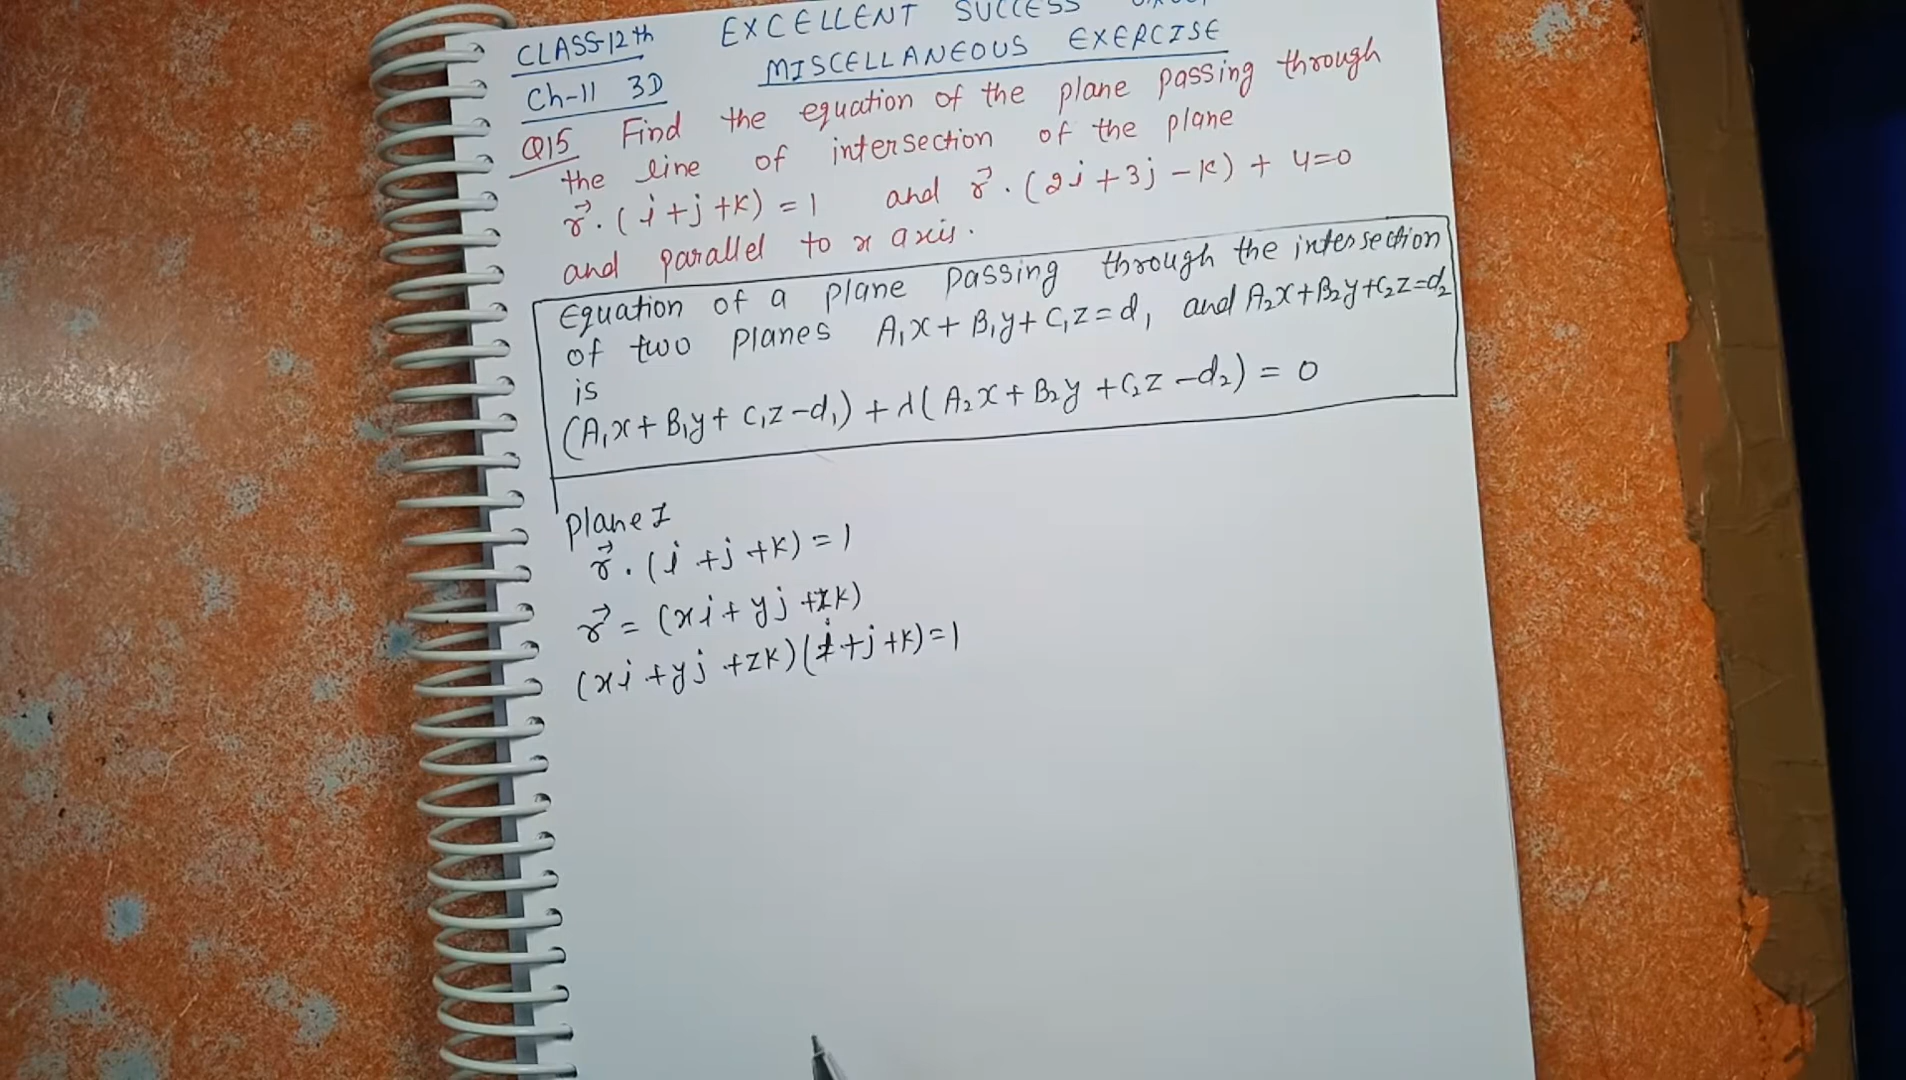 CLASS-12th EXCELLENT SUCCESS
Ch-11 3D MISCELLANEOUS EXERCISE
Q15 Find the equation of the plane passing through
the line of intersection of the plane
r⃗.(i+j+k)=1 and r⃗.(2i+3j-k)+4=0
and parallel to x axis.
Equation of a plane passing through the intersection
of two planes A₁x+B₁y+C₁z=d₁ and A₂x+B₂y+C₂z=d₂
is
(A₁x+B₁y+C₁z-d₁)+λ(A₂x+B₂y+C₂z-d₂)=0
Plane I
r⃗.(i+j+k)=1
r⃗=(xi+yj+zk)
(xi+yj+zk)(i+j+k)=1